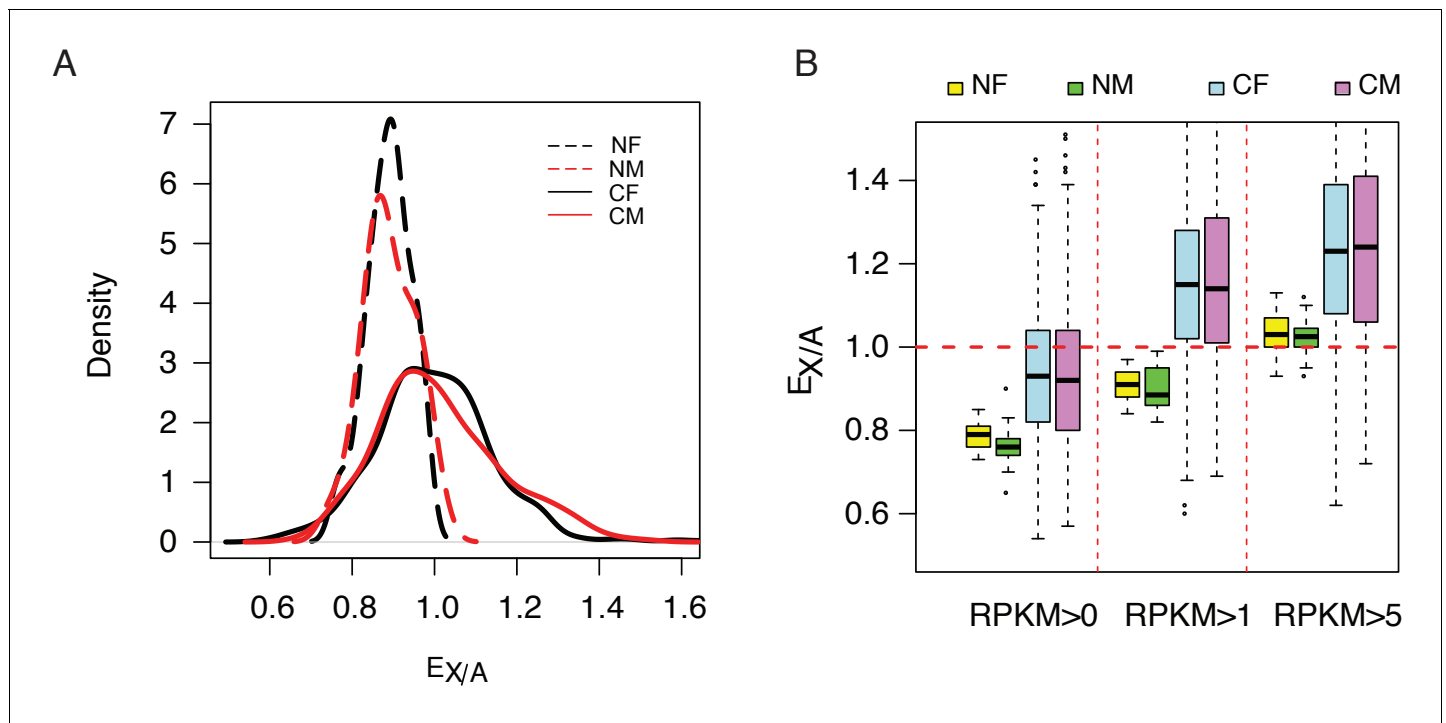 A
7
6
5
4
3
2
1
0
Density
NF
NM
CF
CM
0.6 0.8 1.0 1.2 1.4 1.6
EX/A
B
NF NM CF CM
1.4
1.2
1.0
0.8
0.6
EX/A
RPKM>0 RPKM>1 RPKM>5